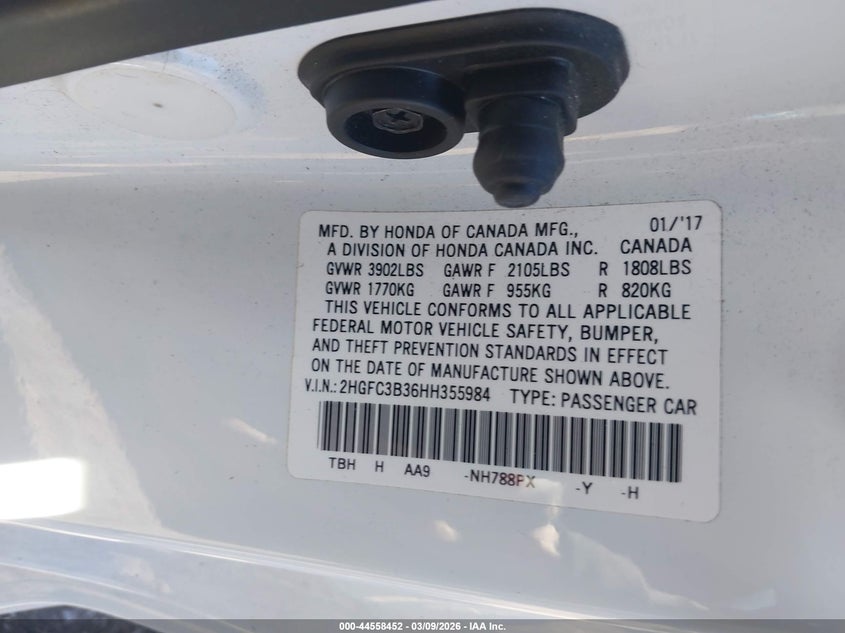 MFD. BY HONDA OF CANADA MFG., 01/'17
A DIVISION OF HONDA CANADA INC. CANADA
GVWR 3902LBS GAWR F 2105LBS R 1808LBS
GVWR 1770KG GAWR F 955KG R 820KG
THIS VEHICLE CONFORMS TO ALL APPLICABLE
FEDERAL MOTOR VEHICLE SAFETY, BUMPER,
AND THEFT PREVENTION STANDARDS IN EFFECT
ON THE DATE OF MANUFACTURE SHOWN ABOVE.
V.I.N.: 2HGFC3B36HH355984 TYPE: PASSENGER CAR
TBH H AA9 -NH788PX -Y -H
000-44558452 | 03/09/2026 - IAA Inc.